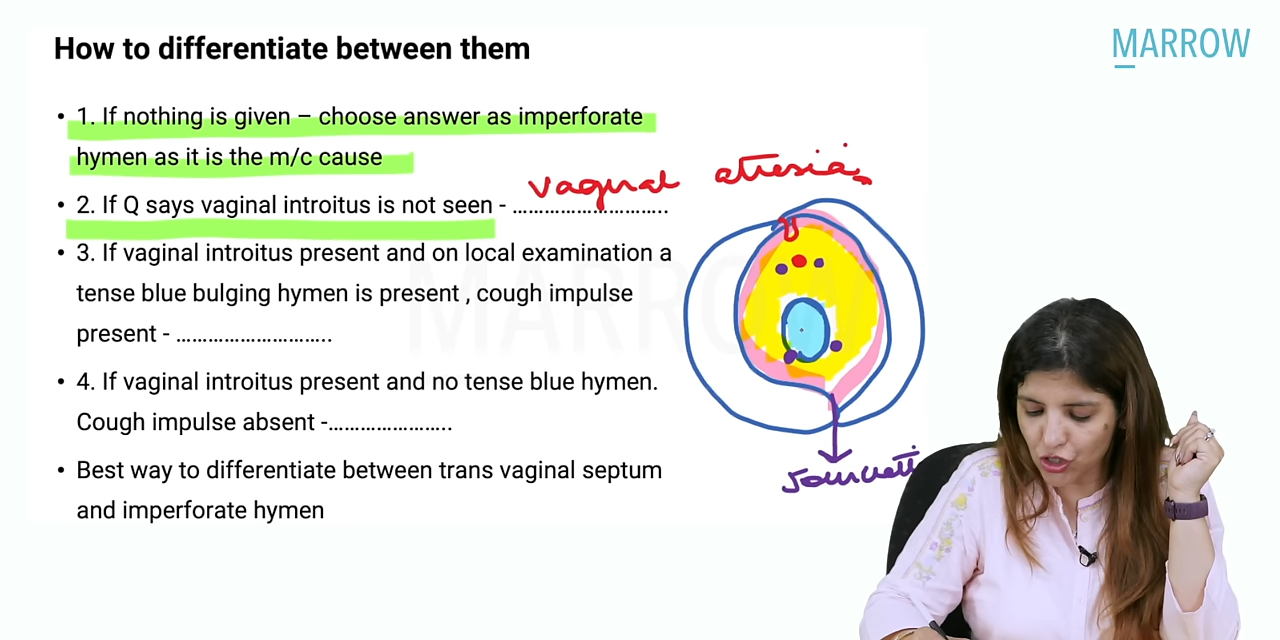 MARROW
How to differentiate between them
• 1. If nothing is given – choose answer as imperforate
hymen as it is the m/c cause
vaginal atresia
• 2. If Q says vaginal introitus is not seen - ...........................
• 3. If vaginal introitus present and on local examination a
tense blue bulging hymen is present , cough impulse
present - ...........................
• 4. If vaginal introitus present and no tense blue hymen.
Cough impulse absent -.....................
• Best way to differentiate between trans vaginal septum
and imperforate hymen
MARROW